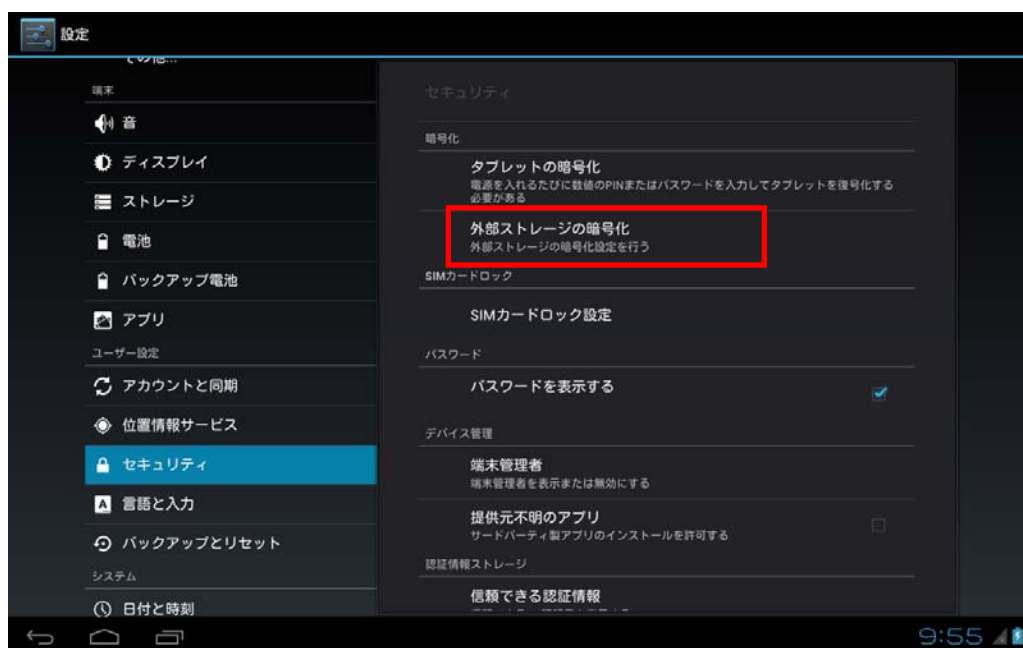 設定
その他...
端末
音
ディスプレイ
ストレージ
電池
バックアップ電池
アプリ
ユーザー設定
アカウントと同期
位置情報サービス
セキュリティ
言語と入力
バックアップとリセット
システム
日付と時刻
セキュリティ
暗号化
タブレットの暗号化
電源を入れるたびに数値のPINまたはパスワードを入力してタブレットを復号化する
必要がある
外部ストレージの暗号化
外部ストレージの暗号化設定を行う
SIMカードロック
SIMカードロック設定
パスワード
パスワードを表示する
デバイス管理
端末管理者
端末管理者を表示または無効にする
提供元不明のアプリ
サードパーティ製アプリのインストールを許可する
認証情報ストレージ
信頼できる認証情報
9:55